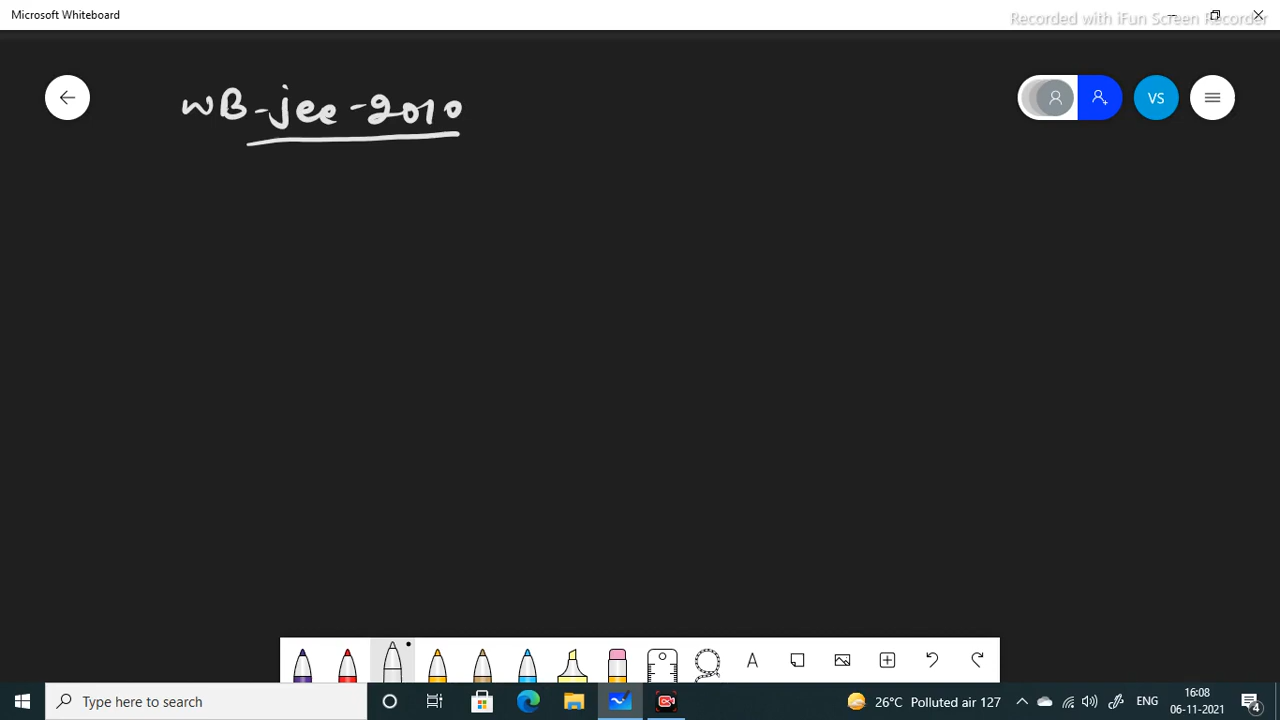 Microsoft Whiteboard
Recorded with iFun Screen Recorder
WB-jee-2010
VS
A
Type here to search
26°C Polluted air 127
ENG
16:08
06-11-2021
4